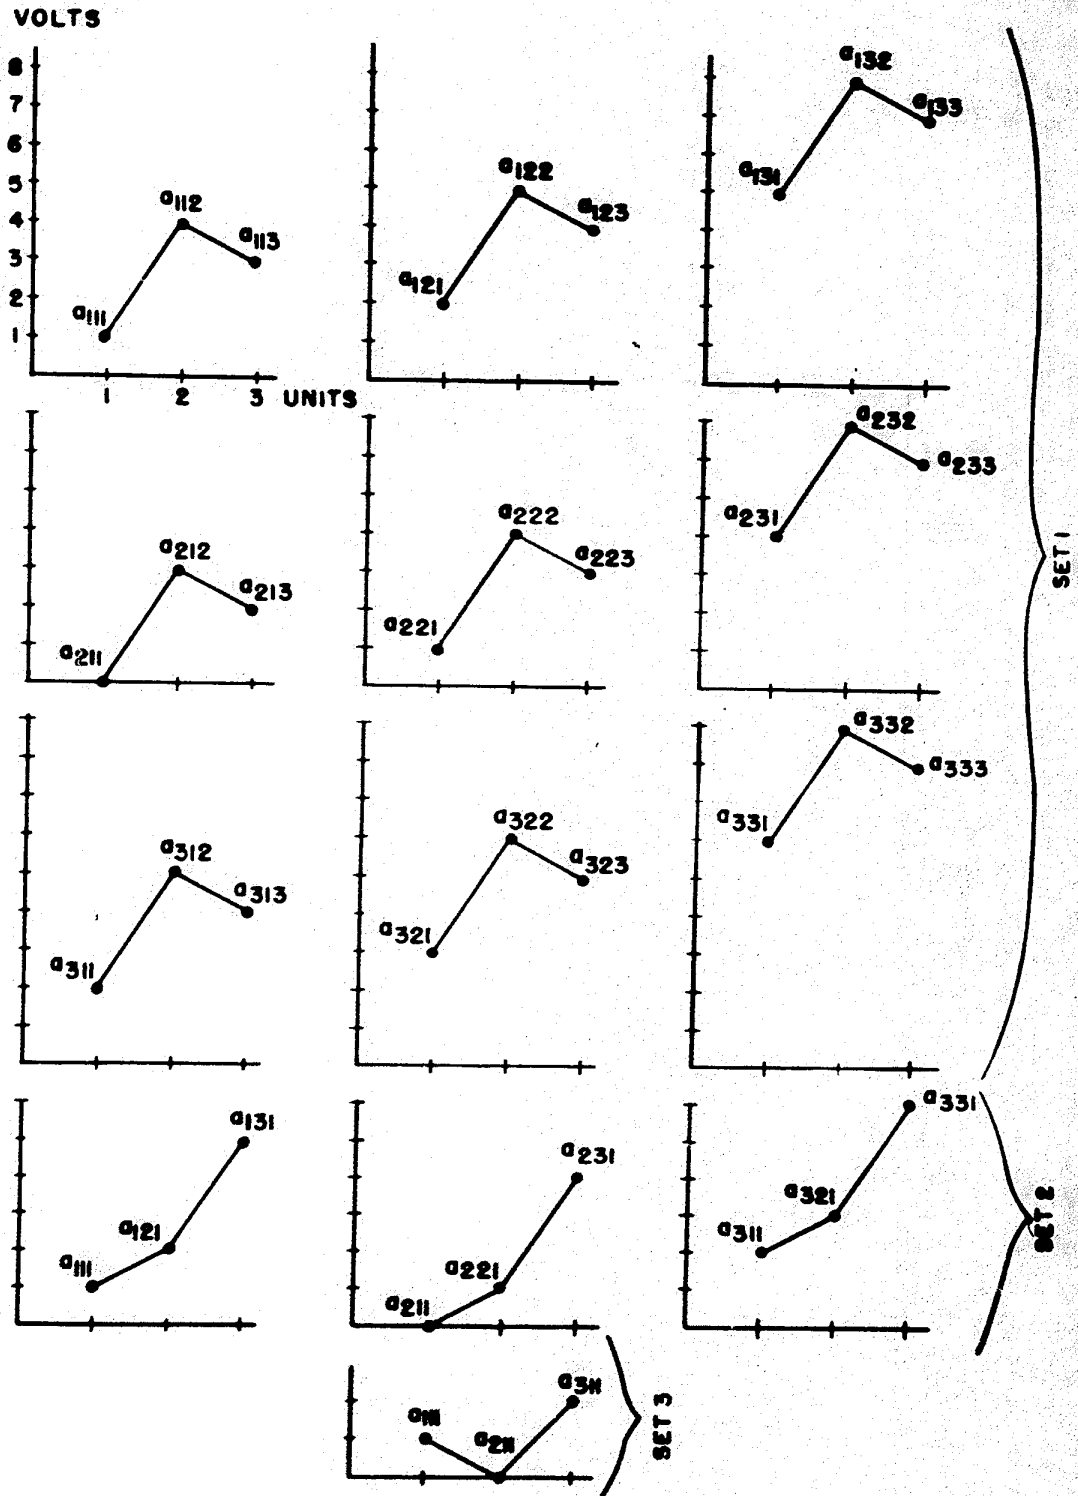 VOLTS
8
7
6
5
4
3
2
1
a111
a112
a113
1 2 3 UNITS
a121
a122
a123
a131
a132
a133
a211
a212
a213
a221
a222
a223
a231
a232
a233
SET 1
a311
a312
a313
a321
a322
a323
a331
a332
a333
a111
a121
a131
a211
a221
a231
a311
a321
a331
SET 2
a111
a211
a311
SET 3